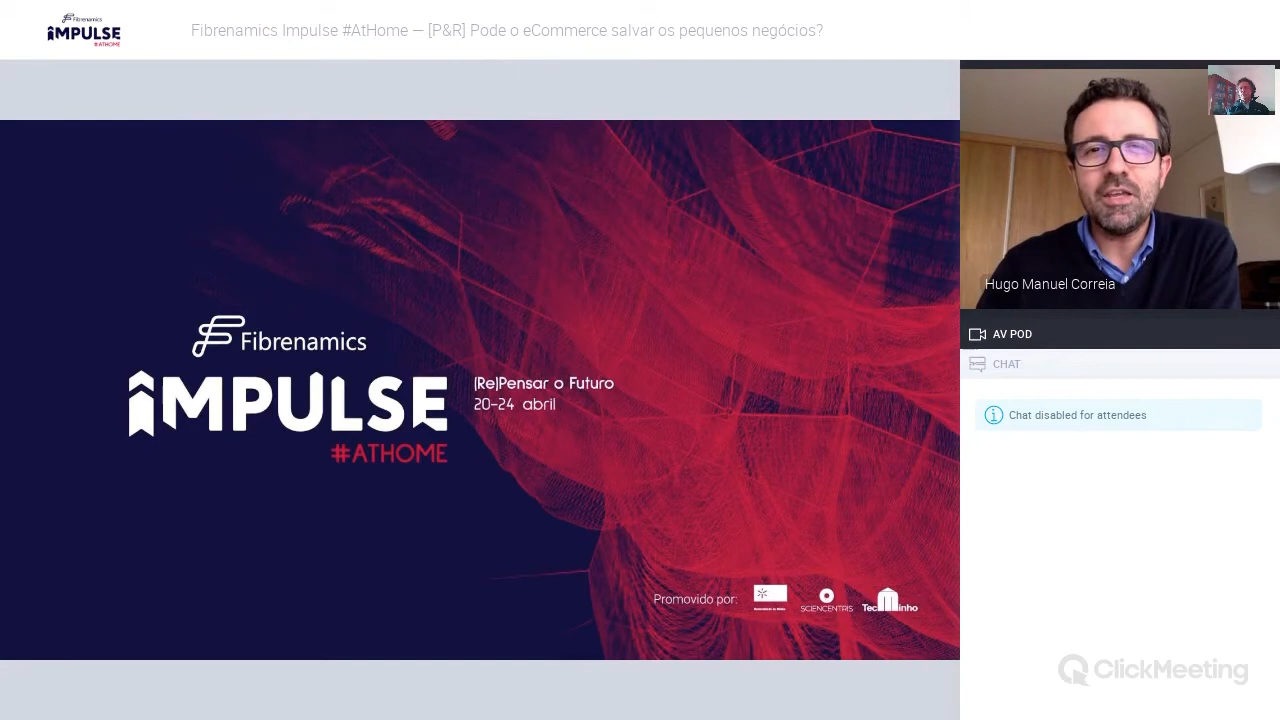 Fibrenamics
IMPULSE
#ATHOME
Fibrenamics Impulse #AtHome — [P&R] Pode o eCommerce salvar os pequenos negócios?
Hugo Manuel Correia
AV POD
CHAT
Chat disabled for attendees
Fibrenamics
IMPULSE
#ATHOME
(Re)Pensar o Futuro
20-24 abril
Promovido por:
SCIENCENTRIS
TecMinho
ClickMeeting